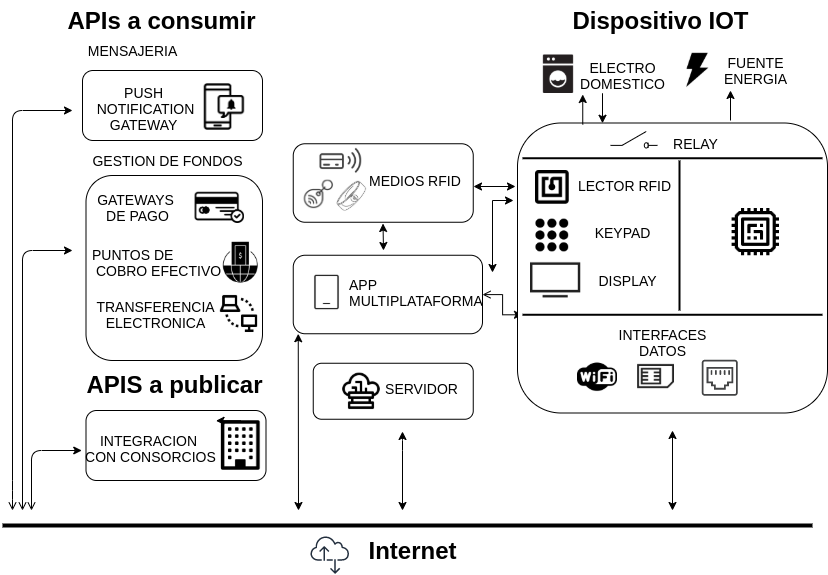 APIs a consumir
MENSAJERIA
PUSH
NOTIFICATION
GATEWAY
GESTION DE FONDOS
GATEWAYS
DE PAGO
PUNTOS DE
COBRO EFECTIVO
TRANSFERENCIA
ELECTRONICA
APIS a publicar
INTEGRACION
CON CONSORCIOS
MEDIOS RFID
APP
MULTIPLATAFORMA
SERVIDOR
Dispositivo IOT
ELECTRO
DOMESTICO
FUENTE
ENERGIA
RELAY
LECTOR RFID
KEYPAD
DISPLAY
INTERFACES
DATOS
WiFi
Internet